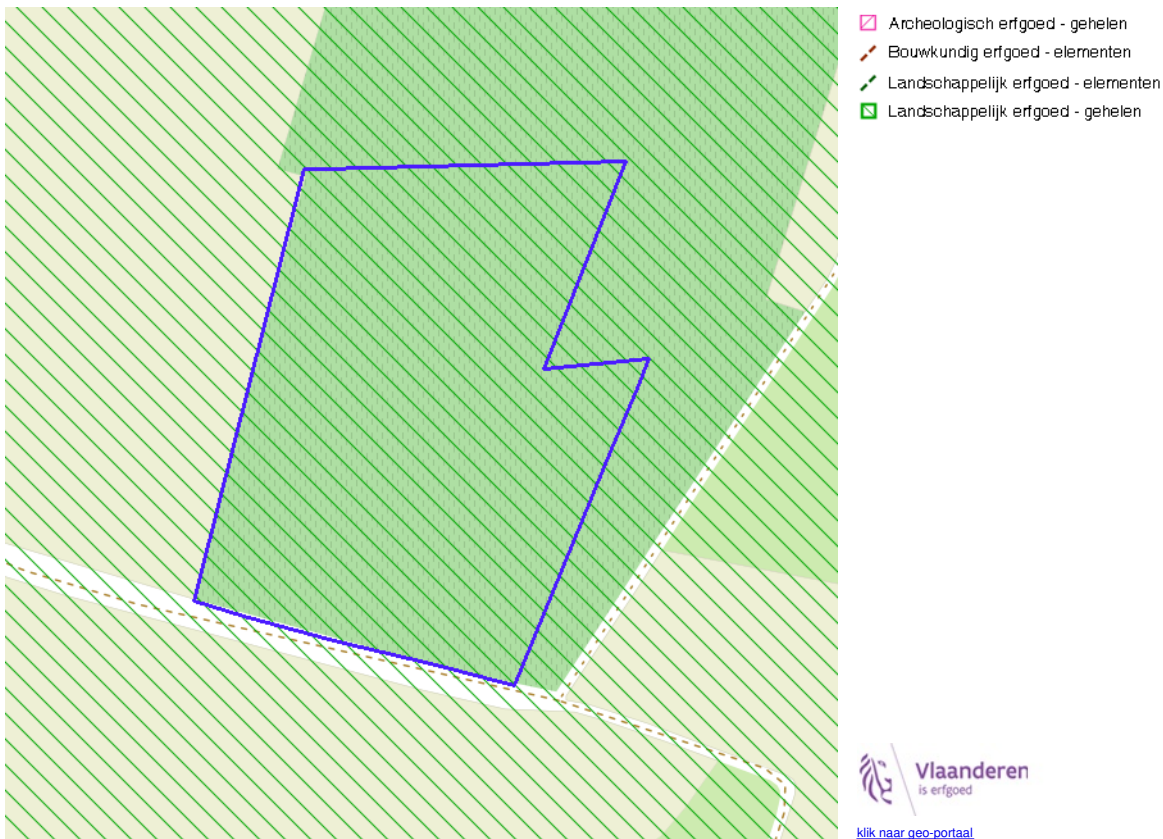 Archeologisch erfgoed - gehelen
Bouwkundig erfgoed - elementen
Landschappelijk erfgoed - elementen
Landschappelijk erfgoed - gehelen
Vlaanderen
is erfgoed
klik naar geo-portaal